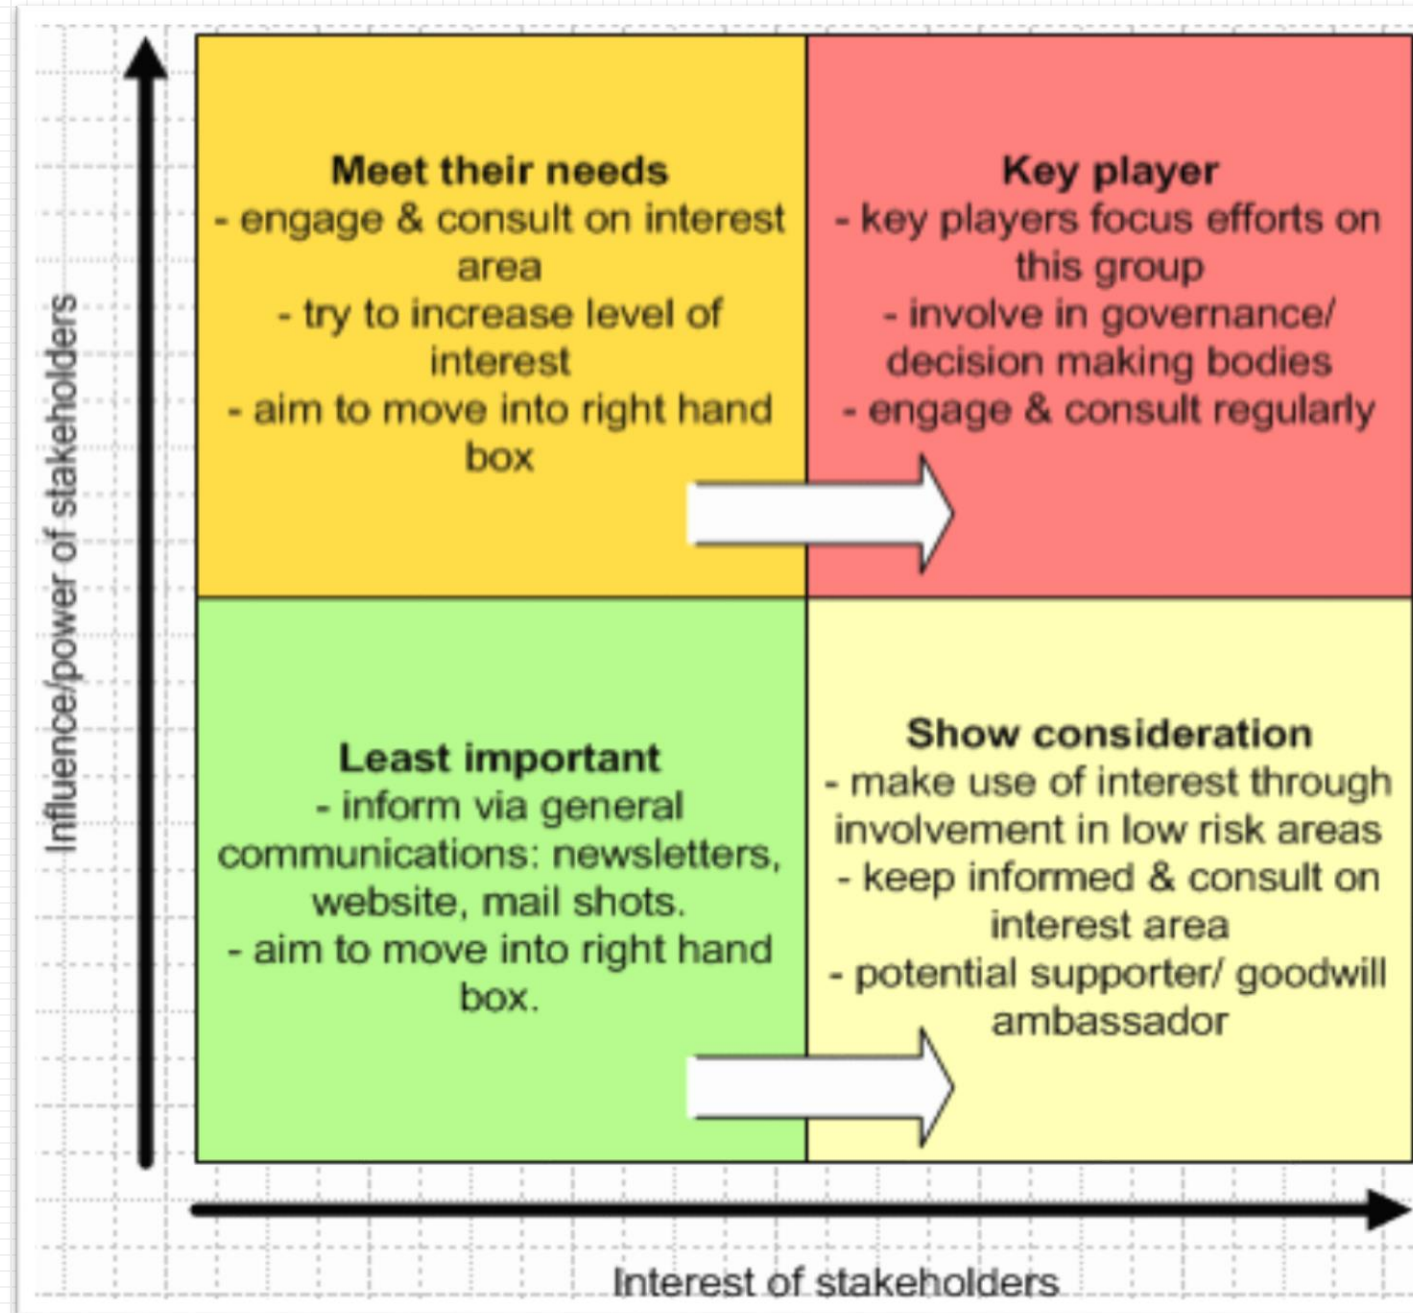 Influence/power of stakeholders
Meet their needs
- engage & consult on interest
area
- try to increase level of
interest
- aim to move into right hand
box
Key player
- key players focus efforts on
this group
- involve in governance/
decision making bodies
- engage & consult regularly
Least important
- inform via general
communications: newsletters,
website, mail shots.
- aim to move into right hand
box.
Show consideration
- make use of interest through
involvement in low risk areas
- keep informed & consult on
interest area
- potential supporter/ goodwill
ambassador
Interest of stakeholders